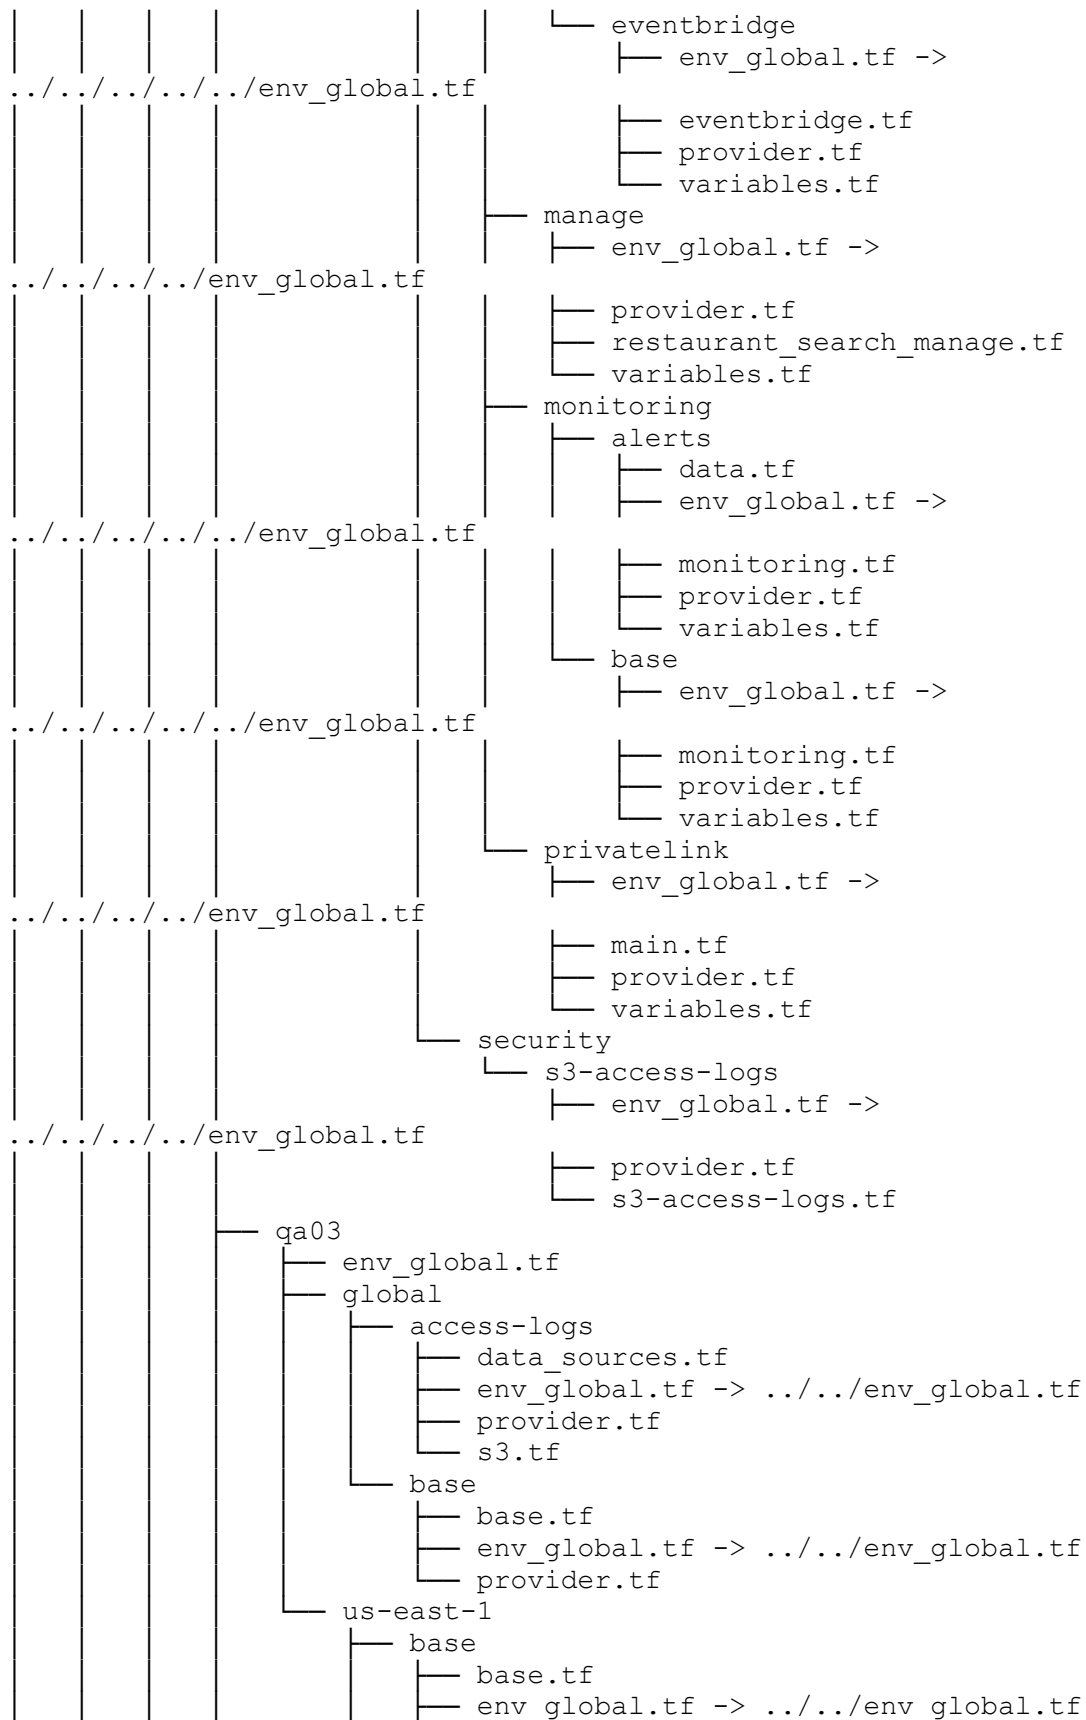 │   │   │   │           │   │   └── eventbridge
│   │   │   │           │   │       ├── env_global.tf ->
../../../../../env_global.tf
│   │   │   │           │   │       ├── eventbridge.tf
│   │   │   │           │   │       ├── provider.tf
│   │   │   │           │   │       └── variables.tf
│   │   │   │           │   ├── manage
│   │   │   │           │   │   ├── env_global.tf ->
../../../../env_global.tf
│   │   │   │           │   │   ├── provider.tf
│   │   │   │           │   │   ├── restaurant_search_manage.tf
│   │   │   │           │   │   └── variables.tf
│   │   │   │           │   ├── monitoring
│   │   │   │           │   │   ├── alerts
│   │   │   │           │   │   │   ├── data.tf
│   │   │   │           │   │   │   ├── env_global.tf ->
../../../../../env_global.tf
│   │   │   │           │   │   │   ├── monitoring.tf
│   │   │   │           │   │   │   ├── provider.tf
│   │   │   │           │   │   │   └── variables.tf
│   │   │   │           │   │   └── base
│   │   │   │           │   │       ├── env_global.tf ->
../../../../../env_global.tf
│   │   │   │           │   │       ├── monitoring.tf
│   │   │   │           │   │       ├── provider.tf
│   │   │   │           │   │       └── variables.tf
│   │   │   │           │   └── privatelink
│   │   │   │           │       ├── env_global.tf ->
../../../../env_global.tf
│   │   │   │           │       ├── main.tf
│   │   │   │           │       ├── provider.tf
│   │   │   │           │       └── variables.tf
│   │   │   │           └── security
│   │   │   │               └── s3-access-logs
│   │   │   │                   ├── env_global.tf ->
../../../../env_global.tf
│   │   │   │                   ├── provider.tf
│   │   │   │                   └── s3-access-logs.tf
│   │   │   ├── qa03
│   │   │   │   ├── env_global.tf
│   │   │   │   ├── global
│   │   │   │   │   ├── access-logs
│   │   │   │   │   │   ├── data_sources.tf
│   │   │   │   │   │   ├── env_global.tf -> ../../env_global.tf
│   │   │   │   │   │   ├── provider.tf
│   │   │   │   │   │   └── s3.tf
│   │   │   │   │   └── base
│   │   │   │   │       ├── base.tf
│   │   │   │   │       ├── env_global.tf -> ../../env_global.tf
│   │   │   │   │       └── provider.tf
│   │   │   │   └── us-east-1
│   │   │   │       ├── base
│   │   │   │       │   ├── base.tf
│   │   │   │       │   ├── env_global.tf -> ../../env_global.tf